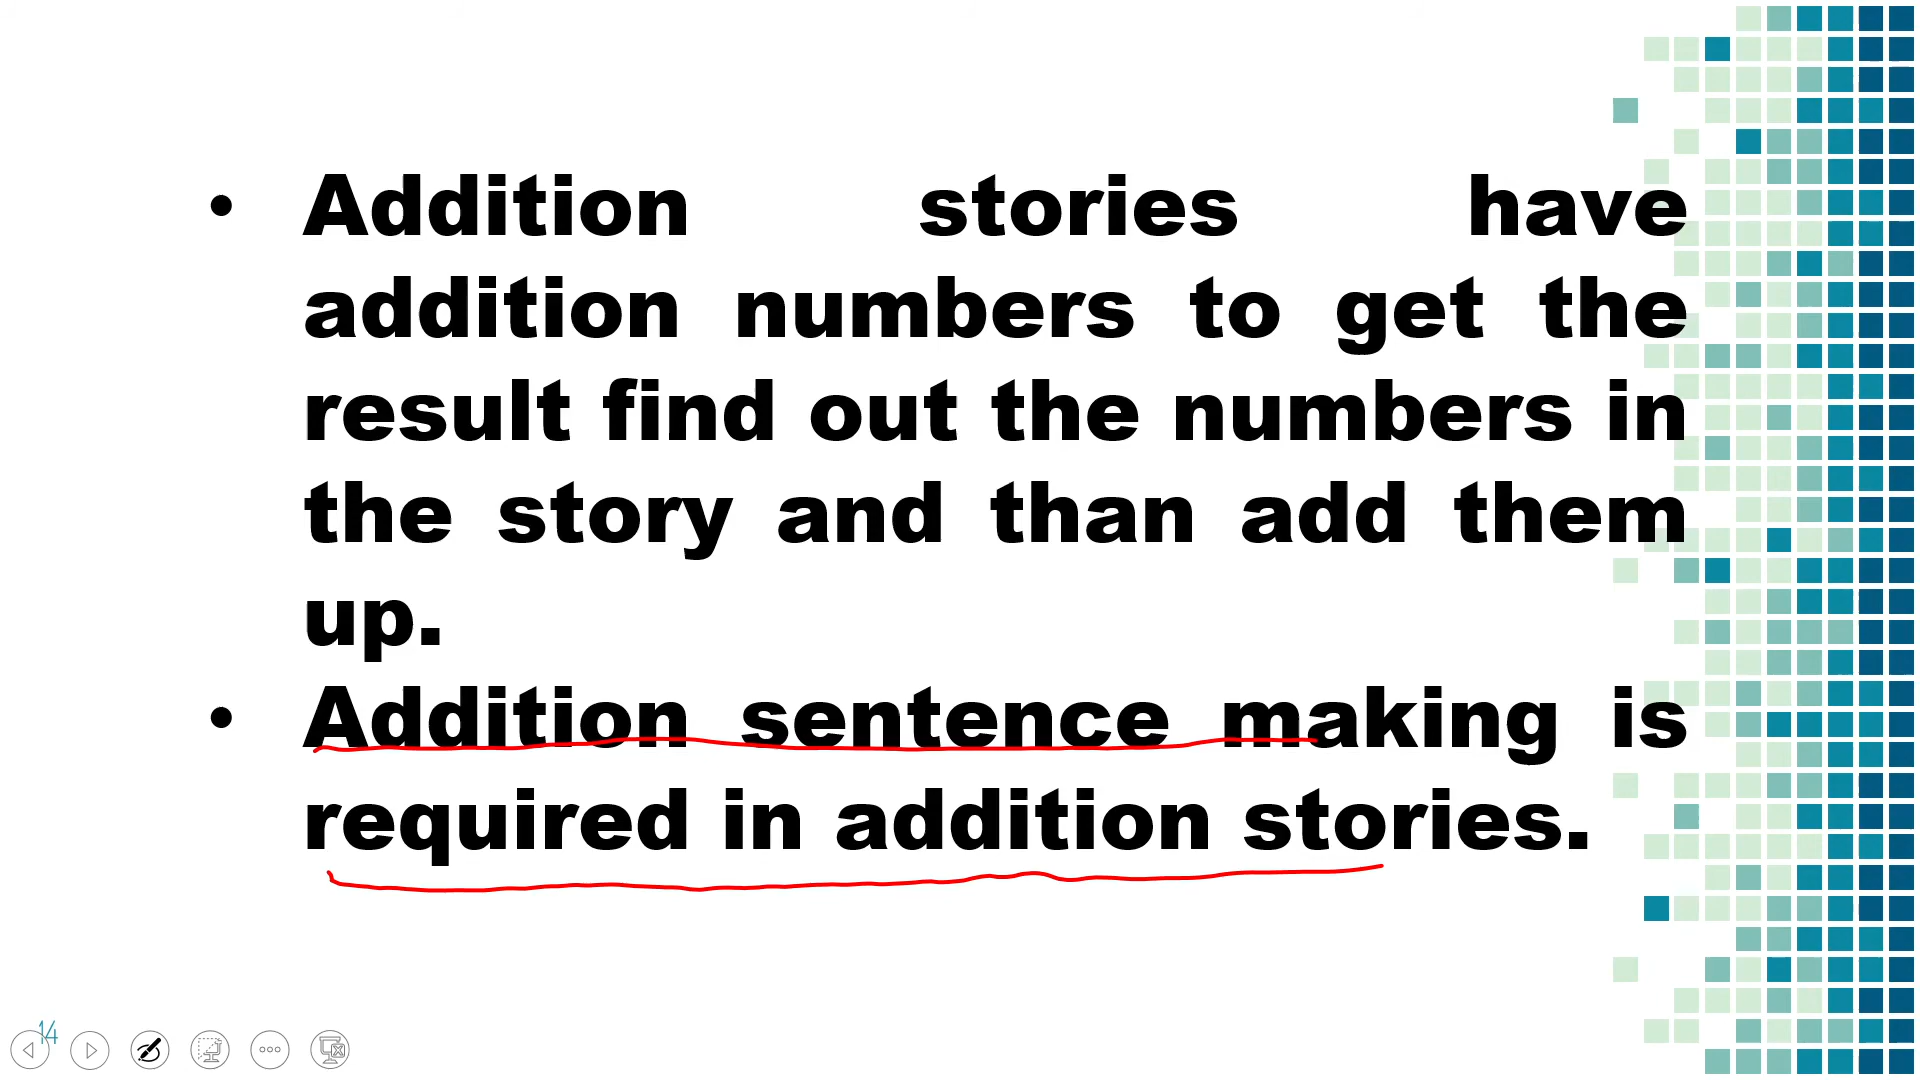 • Addition stories have
addition numbers to get the
result find out the numbers in
the story and than add them
up.
• Addition sentence making is
required in addition stories.
14